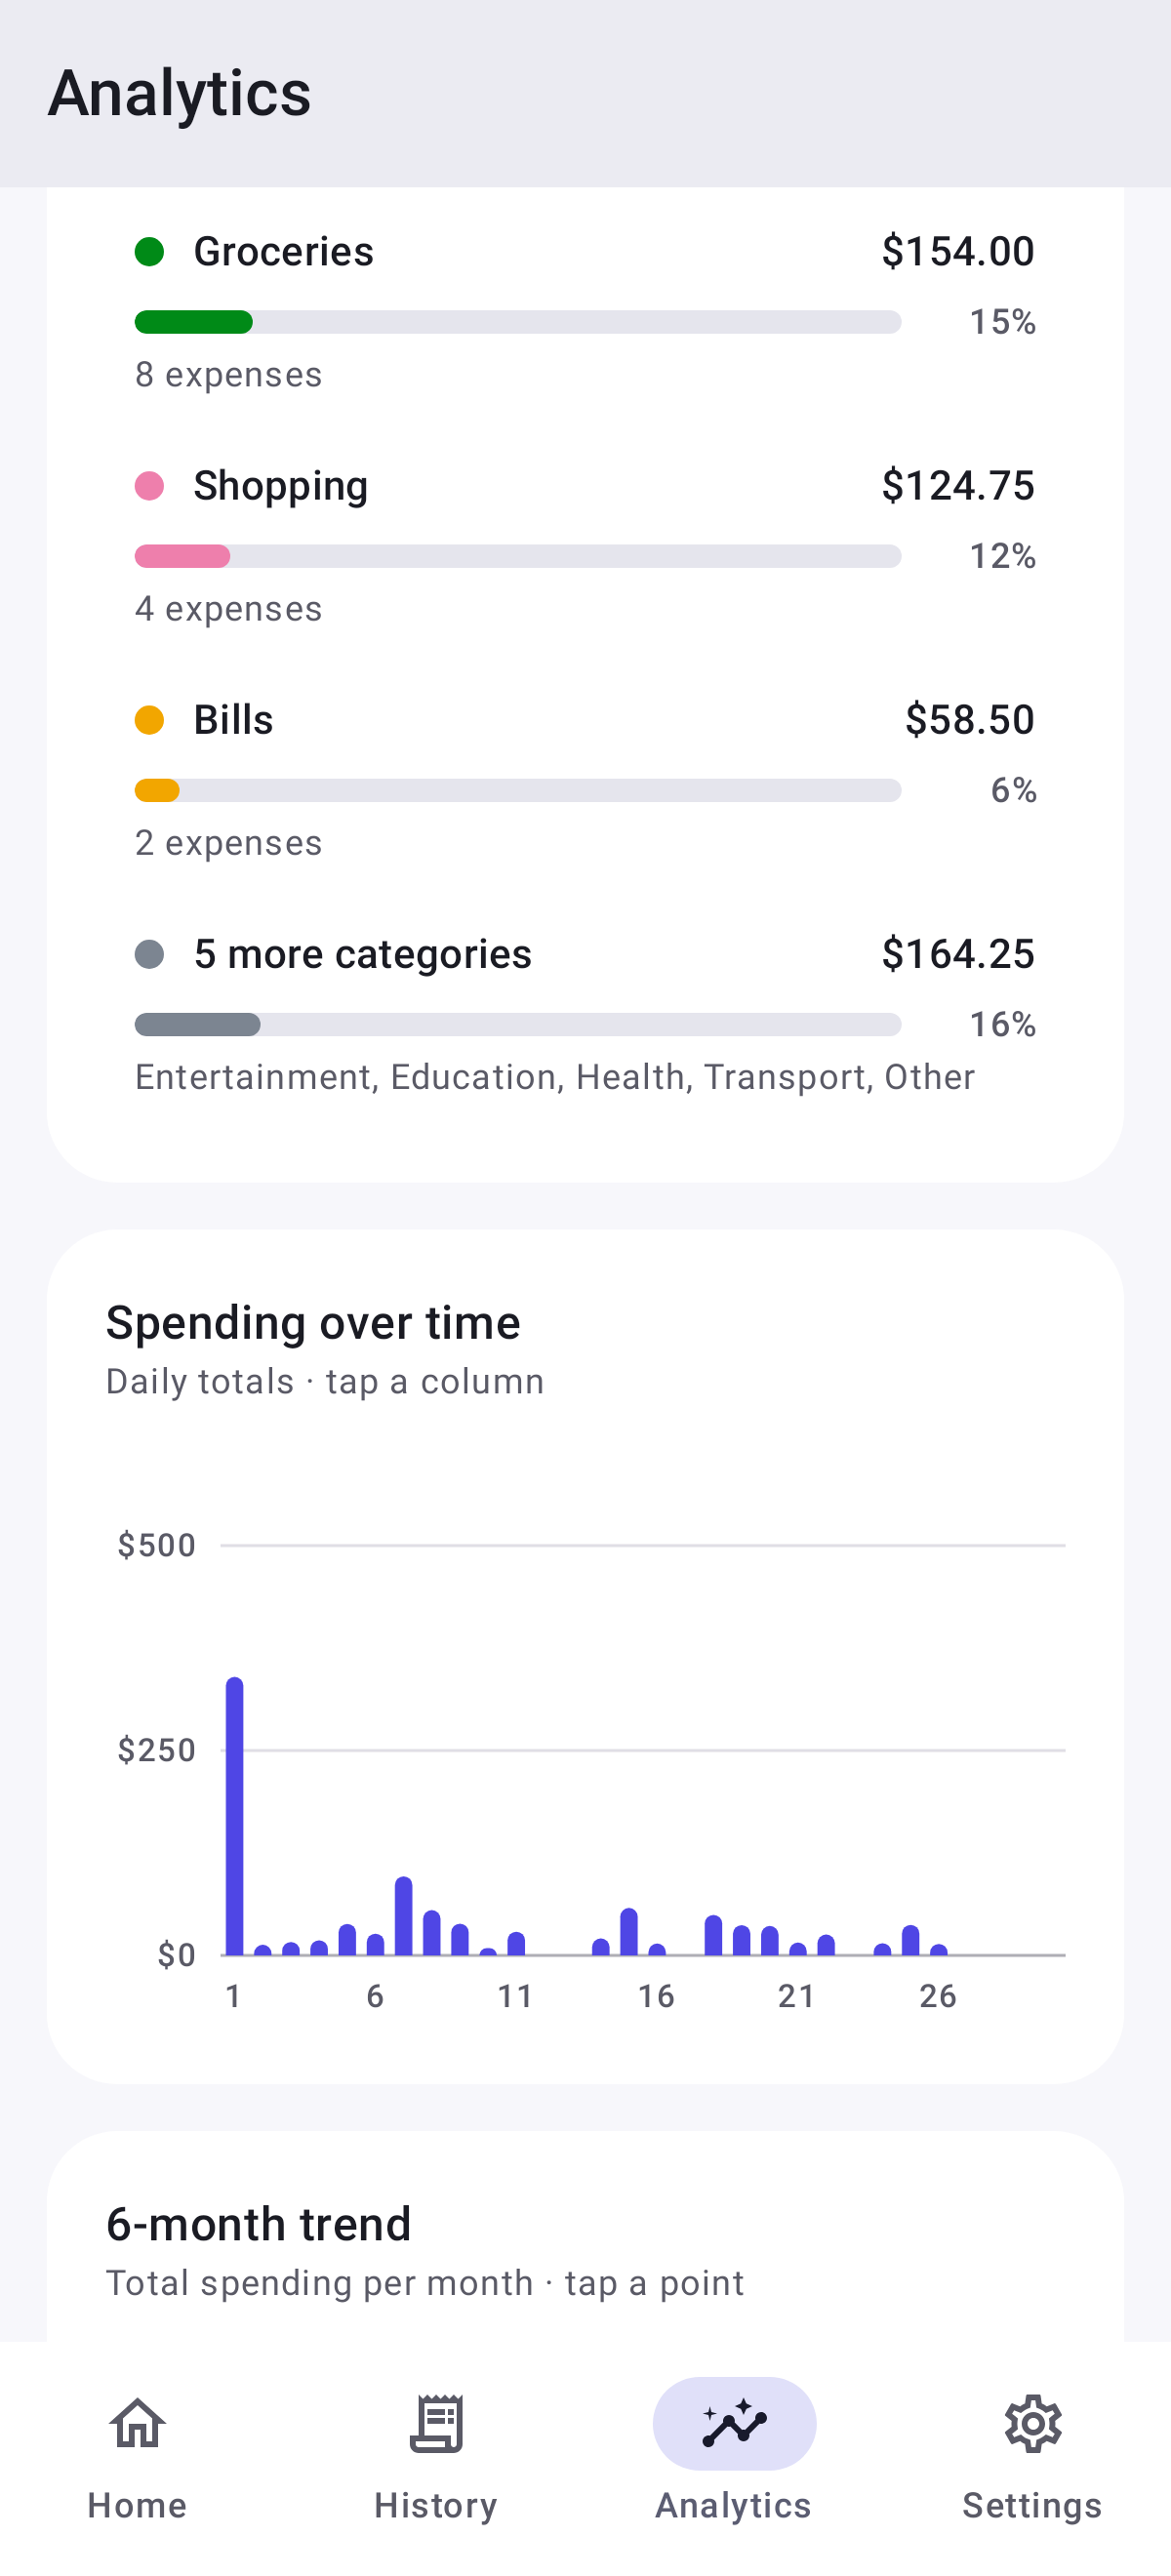 Analytics
Groceries $154.00
15%
8 expenses
Shopping $124.75
12%
4 expenses
Bills $58.50
6%
2 expenses
5 more categories $164.25
16%
Entertainment, Education, Health, Transport, Other
Spending over time
Daily totals · tap a column
$500
$250
$0
1 6 11 16 21 26
6-month trend
Total spending per month · tap a point
Home History Analytics Settings